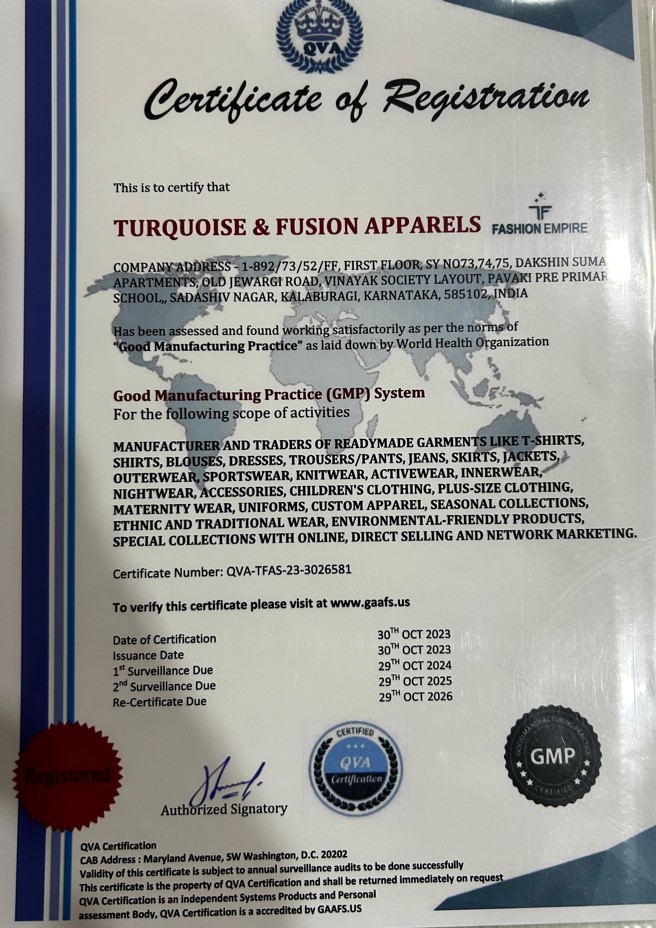 QVA
Certificate of Registration
This is to certify that
TURQUOISE & FUSION APPARELS
FASHION EMPIRE
COMPANY ADDRESS - 1-892/73/52/FF, FIRST FLOOR, SY NO73,74,75, DAKSHIN SUMA
APARTMENTS, OLD JEWARGI ROAD, VINAYAK SOCIETY LAYOUT, PAVAKI PRE PRIMAR
SCHOOL,, SADASHIV NAGAR, KALABURAGI, KARNATAKA, 585102, INDIA
Has been assessed and found working satisfactorily as per the norms of
"Good Manufacturing Practice" as laid down by World Health Organization
Good Manufacturing Practice (GMP) System
For the following scope of activities
MANUFACTURER AND TRADERS OF READYMADE GARMENTS LIKE T-SHIRTS,
SHIRTS, BLOUSES, DRESSES, TROUSERS/PANTS, JEANS, SKIRTS, JACKETS,
OUTERWEAR, SPORTSWEAR, KNITWEAR, ACTIVEWEAR, INNERWEAR,
NIGHTWEAR, ACCESSORIES, CHILDREN'S CLOTHING, PLUS-SIZE CLOTHING,
MATERNITY WEAR, UNIFORMS, CUSTOM APPAREL, SEASONAL COLLECTIONS,
ETHNIC AND TRADITIONAL WEAR, ENVIRONMENTAL-FRIENDLY PRODUCTS,
SPECIAL COLLECTIONS WITH ONLINE, DIRECT SELLING AND NETWORK MARKETING.
Certificate Number: QVA-TFAS-23-3026581
To verify this certificate please visit at www.gaafs.us
Date of Certification 30TH OCT 2023
Issuance Date 30TH OCT 2023
1st Surveillance Due 29TH OCT 2024
2nd Surveillance Due 29TH OCT 2025
Re-Certificate Due 29TH OCT 2026
Registered
Authorized Signatory
CERTIFIED
QVA
Certification
GOOD MANUFACTURING PRACTICE
GMP
CERTIFIED
QVA Certification
CAB Address : Maryland Avenue, SW Washington, D.C. 20202
Validity of this certificate is subject to annual surveillance audits to be done successfully
This certificate is the property of QVA Certification and shall be returned immediately on request
QVA Certification is an independent Systems Products and Personal
assessment Body, QVA Certification is a accredited by GAAFS.US